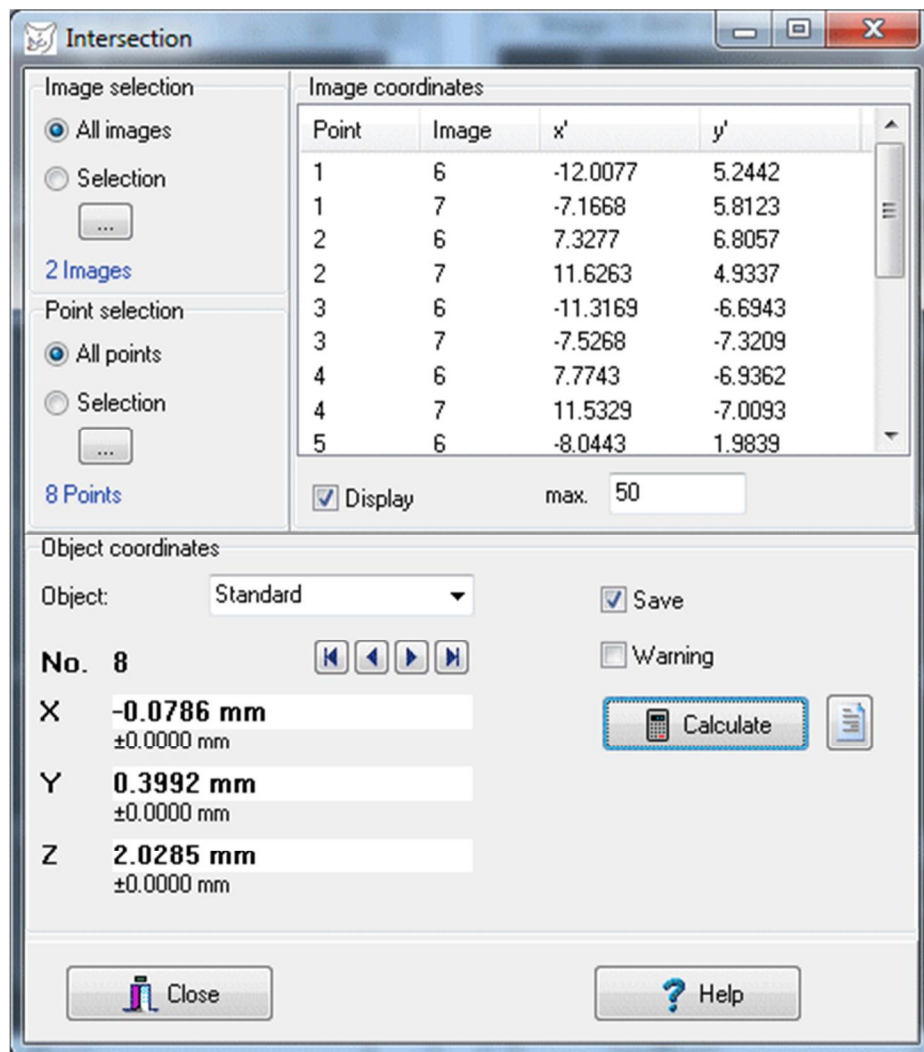 Intersection
Image selection
All images
Selection
...
2 Images
Point selection
All points
Selection
...
8 Points
Image coordinates
Point Image x' y'
1 6 -12.0077 5.2442
1 7 -7.1668 5.8123
2 6 7.3277 6.8057
2 7 11.6263 4.9337
3 6 -11.3169 -6.6943
3 7 -7.5268 -7.3209
4 6 7.7743 -6.9362
4 7 11.5329 -7.0093
5 6 -8.0443 1.9839
Display max. 50
Object coordinates
Object: Standard
Save
No. 8
Warning
X -0.0786 mm
±0.0000 mm
Calculate
Y 0.3992 mm
±0.0000 mm
Z 2.0285 mm
±0.0000 mm
Close
Help